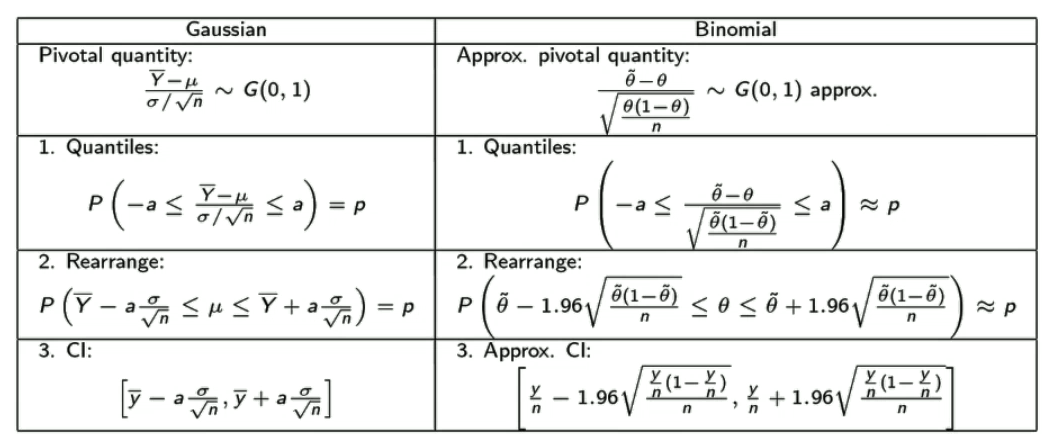 Gaussian
Binomial
Pivotal quantity:
$\frac{\overline{Y}-\mu}{\sigma/\sqrt{n}} \sim G(0, 1)$
Approx. pivotal quantity:
$\frac{\tilde{\theta}-\theta}{\sqrt{\frac{\theta(1-\theta)}{n}}} \sim G(0, 1)$ approx.
1. Quantiles:
$P\left(-a \leq \frac{\overline{Y}-\mu}{\sigma/\sqrt{n}} \leq a\right) = p$
1. Quantiles:
$P\left(-a \leq \frac{\tilde{\theta}-\theta}{\sqrt{\frac{\tilde{\theta}(1-\tilde{\theta})}{n}}} \leq a\right) \approx p$
2. Rearrange:
$P\left(\overline{Y} - a\frac{\sigma}{\sqrt{n}} \leq \mu \leq \overline{Y} + a\frac{\sigma}{\sqrt{n}}\right) = p$
2. Rearrange:
$P\left(\tilde{\theta} - 1.96\sqrt{\frac{\tilde{\theta}(1-\tilde{\theta})}{n}} \leq \theta \leq \tilde{\theta} + 1.96\sqrt{\frac{\tilde{\theta}(1-\tilde{\theta})}{n}}\right) \approx p$
3. CI:
$\left[\overline{y} - a\frac{\sigma}{\sqrt{n}}, \overline{y} + a\frac{\sigma}{\sqrt{n}}\right]$
3. Approx. CI:
$\left[\frac{y}{n} - 1.96\sqrt{\frac{\frac{y}{n}(1-\frac{y}{n})}{n}}, \frac{y}{n} + 1.96\sqrt{\frac{\frac{y}{n}(1-\frac{y}{n})}{n}}\right]$